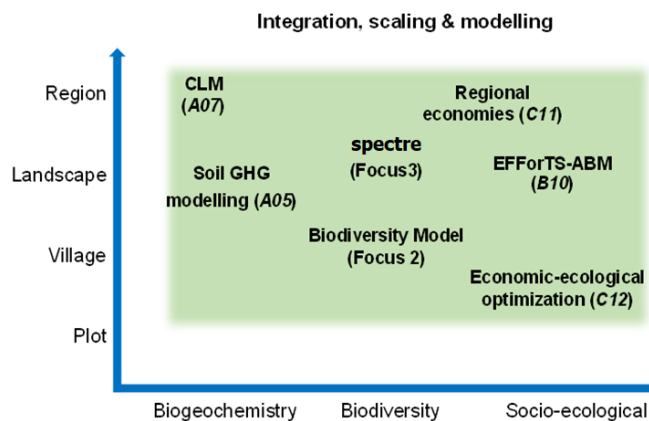 Integration, scaling & modelling
Region
CLM
(A07)
Regional
economies (C11)
spectre
(Focus3)
Landscape
Soil GHG
modelling (A05)
EFForTS-ABM
(B10)
Village
Biodiversity Model
(Focus 2)
Economic-ecological
optimization (C12)
Plot
Biogeochemistry
Biodiversity
Socio-ecological